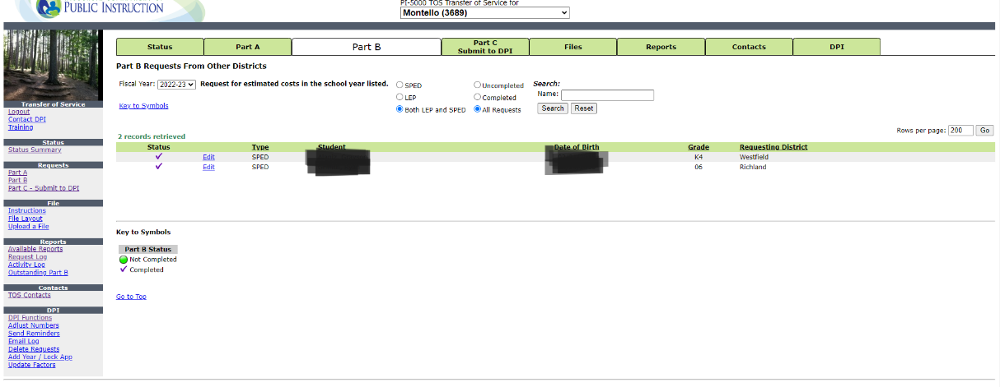 PUBLIC INSTRUCTION
PI-5000 TOS Transfer of Service for
Montello (3689)
Status Part A Part B Part C Submit to DPI Files Reports Contacts DPI
Part B Requests From Other Districts
Fiscal Year: 2022-23 Request for estimated costs in the school year listed.
SPED Uncompleted Search:
LEP Completed Name:
Both LEP and SPED All Requests Search Reset
Key to Symbols
Rows per page: 200 Go
2 records retrieved
Status Type Student Date of Birth Grade Requesting District
Edit SPED K4 Westfield
Edit SPED 06 Richland
Key to Symbols
Part B Status
Not Completed
Completed
Go to Top
Transfer of Service
Logout
Contact DPI
Training
Status
Status Summary
Requests
Part A
Part B
Part C - Submit to DPI
File
Instructions
File Layout
Upload a File
Reports
Available Reports
Request Log
Activity Log
Outstanding Part B
Contacts
TOS Contacts
DPI
DPI Functions
Adjust Numbers
Send Reminders
Email Log
Delete Requests
Add Year / Lock App
Update Factors